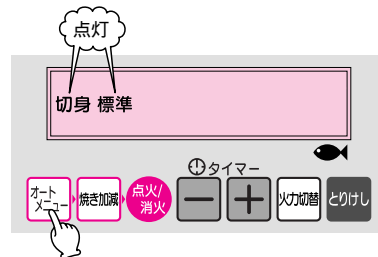 点灯
切身 標準
タイマー
オート
メニュー
焼き加減
点火/
消火
火力切替
とりけし